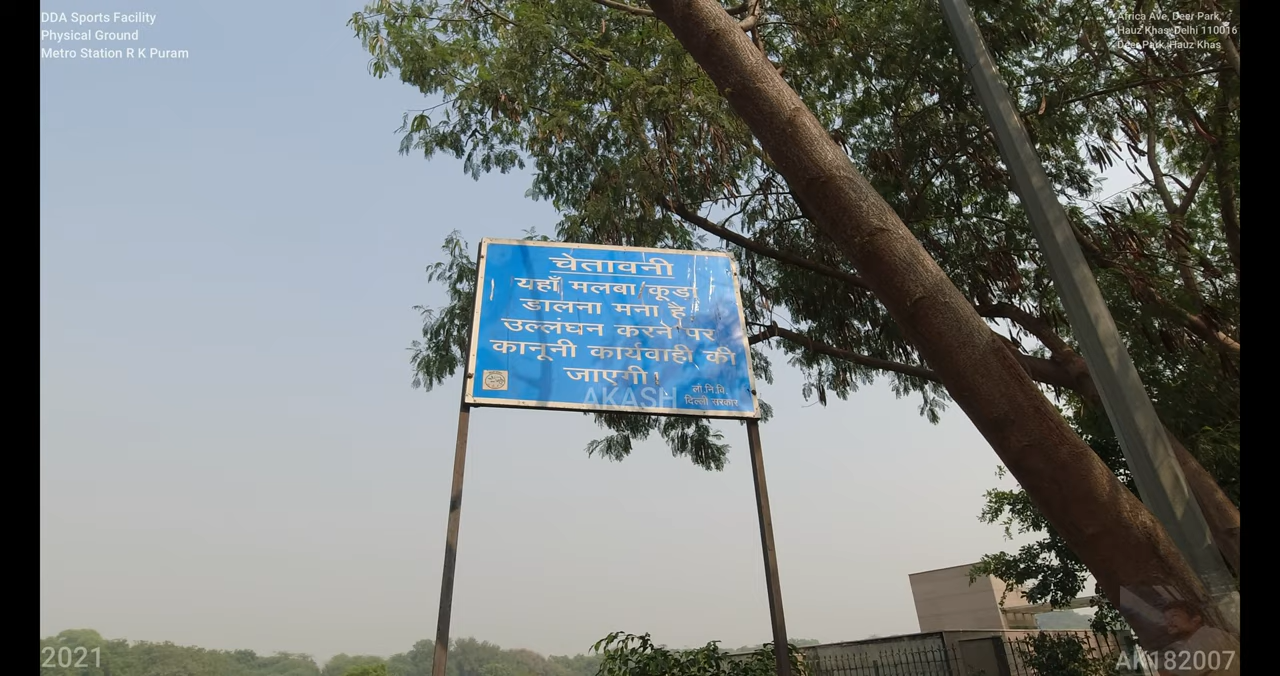 DDA Sports Facility
Physical Ground
Metro Station R K Puram
Africa Ave, Deer Park,
Hauz Khas, Delhi 110016
Deer Park, Hauz Khas
चेतावनी
यहाँ मलबा/कूड़ा
डालना मना है,
उल्लंघन करने पर
कानूनी कार्यवाही की
जाएगी!
लो.नि.वि.
दिल्ली सरकार
AKASH
2021
AK182007